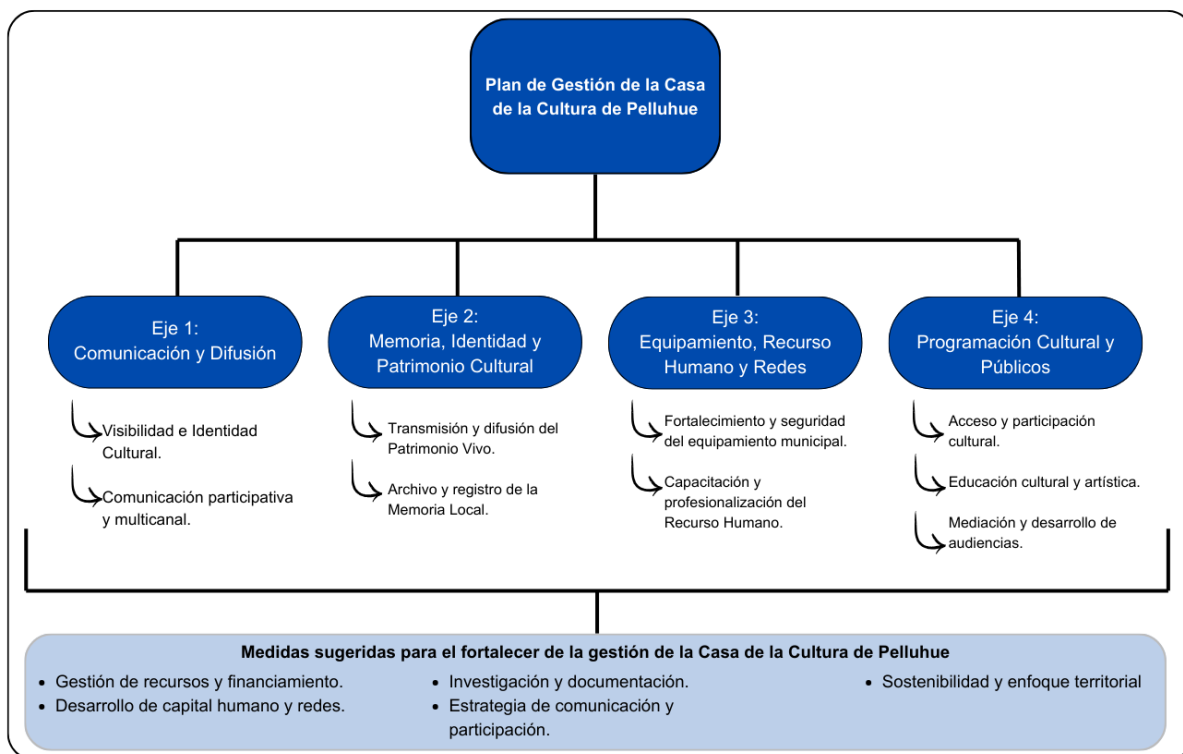 Plan de Gestión de la Casa
de la Cultura de Pelluhue
Eje 1:
Comunicación y Difusión
Visibilidad e Identidad
Cultural.
Comunicación participativa
y multicanal.
Eje 2:
Memoria, Identidad y
Patrimonio Cultural
Transmisión y difusión del
Patrimonio Vivo.
Archivo y registro de la
Memoria Local.
Eje 3:
Equipamiento, Recurso
Humano y Redes
Fortalecimiento y seguridad
del equipamiento municipal.
Capacitación y
profesionalización del
Recurso Humano.
Eje 4:
Programación Cultural y
Públicos
Acceso y participación
cultural.
Educación cultural y artística.
Mediación y desarrollo de
audiencias.
Medidas sugeridas para el fortalecer de la gestión de la Casa de la Cultura de Pelluhue
• Gestión de recursos y financiamiento.
• Desarrollo de capital humano y redes.
• Investigación y documentación.
• Estrategia de comunicación y
participación.
• Sostenibilidad y enfoque territorial